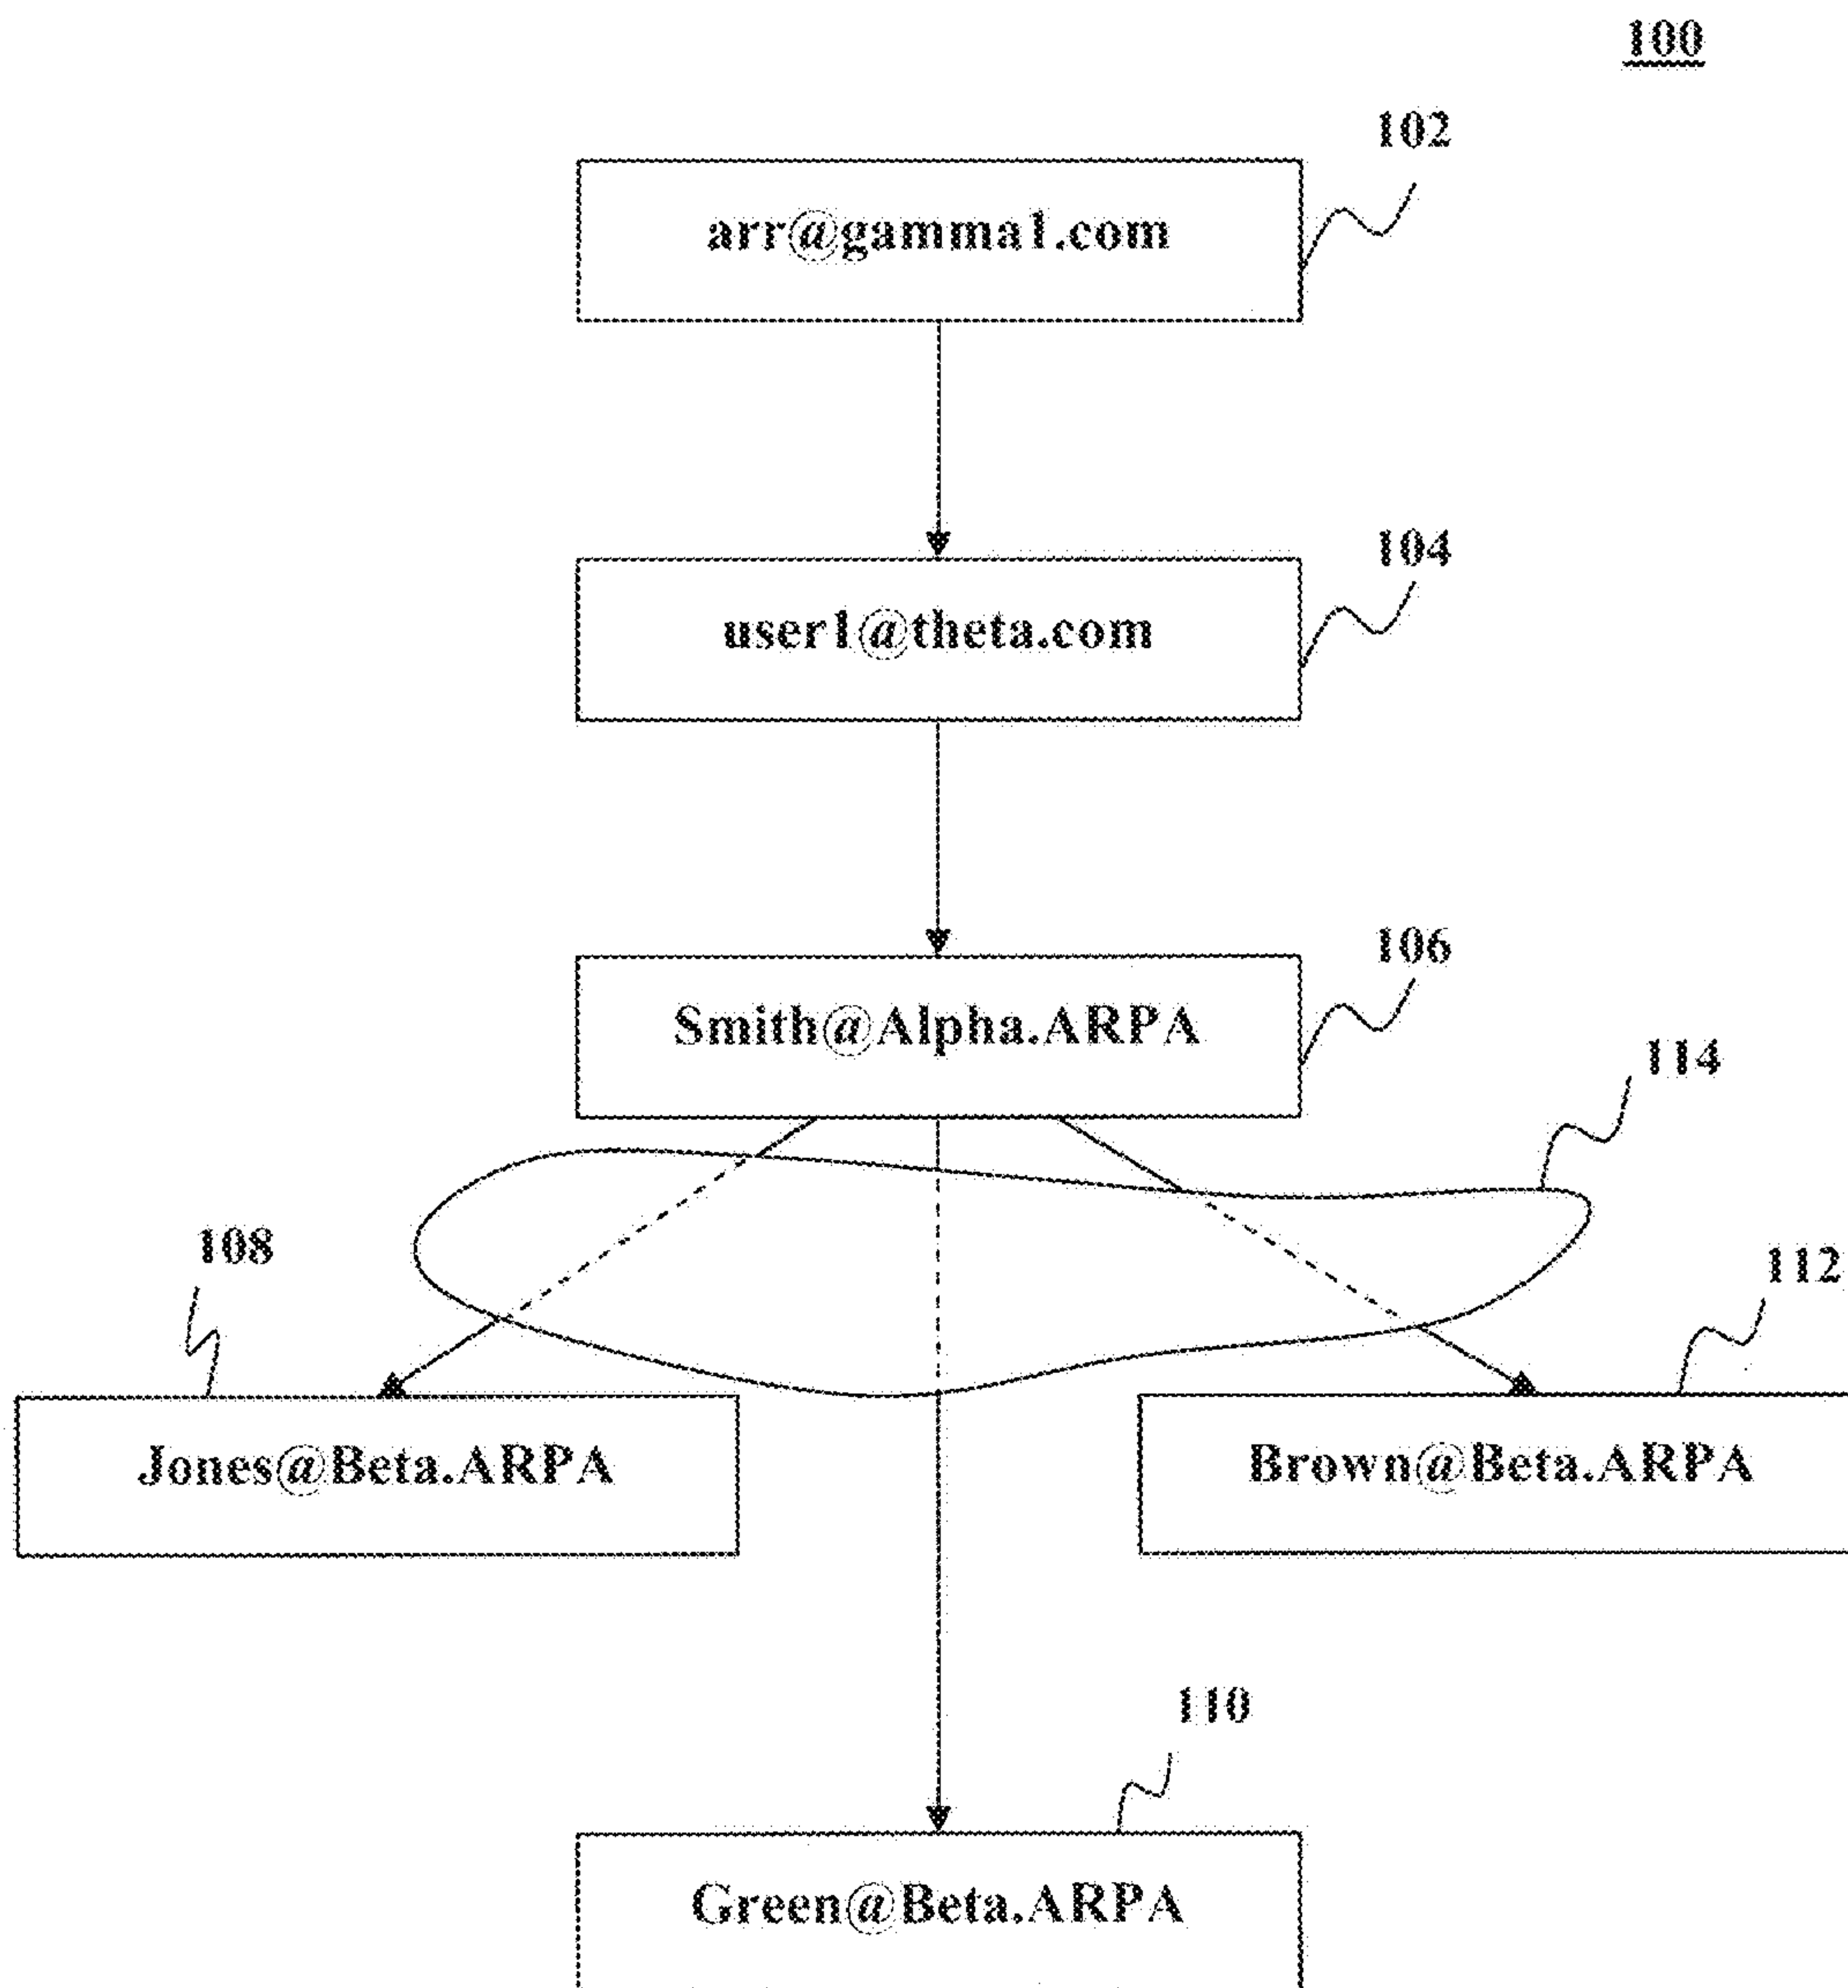 100
102
arr@gamma1.com
104
user1@theta.com
106
Smith@Alpha.ARPA
114
108
112
Jones@Beta.ARPA
Brown@Beta.ARPA
110
Green@Beta.ARPA